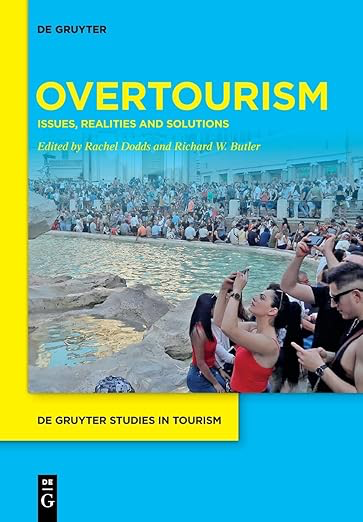 DE GRUYTER
OVERTOURISM
ISSUES, REALITIES AND SOLUTIONS
Edited by Rachel Dodds and Richard W. Butler
DE GRUYTER STUDIES IN TOURISM
DE
G